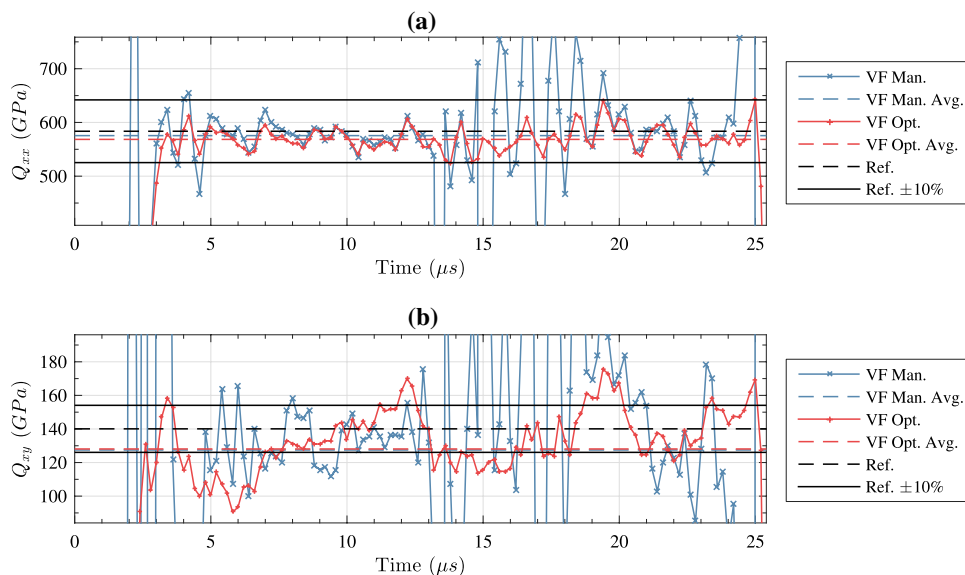 (a)
Q_xx (GPa)
700
600
500
0 5 10 15 20 25
Time (μs)
VF Man.
VF Man. Avg.
VF Opt.
VF Opt. Avg.
Ref.
Ref. ±10%
(b)
Q_xy (GPa)
180
160
140
120
100
0 5 10 15 20 25
Time (μs)
VF Man.
VF Man. Avg.
VF Opt.
VF Opt. Avg.
Ref.
Ref. ±10%